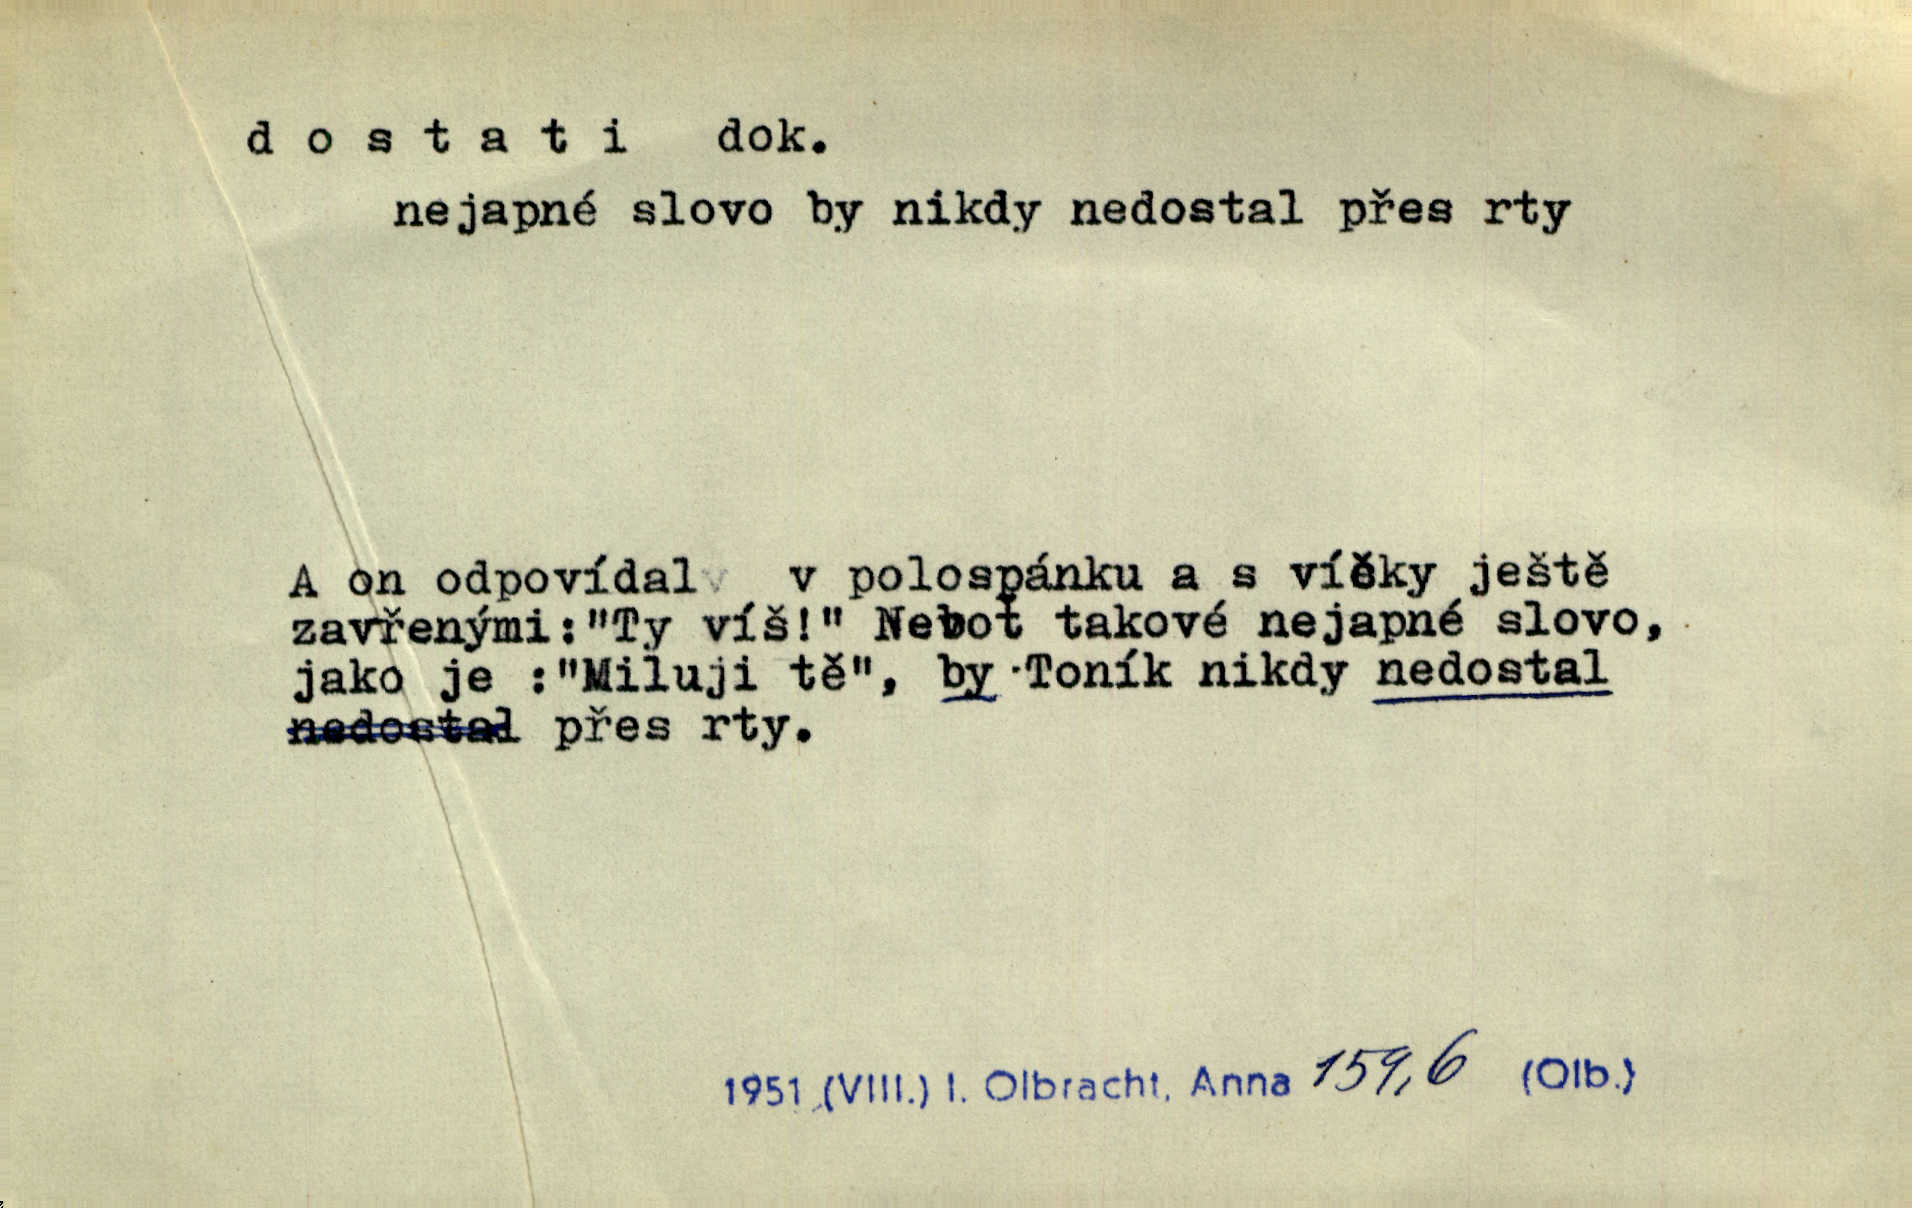 d o s t a t i dok.
nejapné slovo by nikdy nedostal přes rty
A on odpovídal v polospánku a s víčky ještě
zavřenými:"Ty víš!" Neboť takové nejapné slovo,
jako je :"Miluji tě", by Toník nikdy nedostal
nedostal přes rty.
1951 (VIII.) I. Olbracht, Anna 159,6 (Olb.)